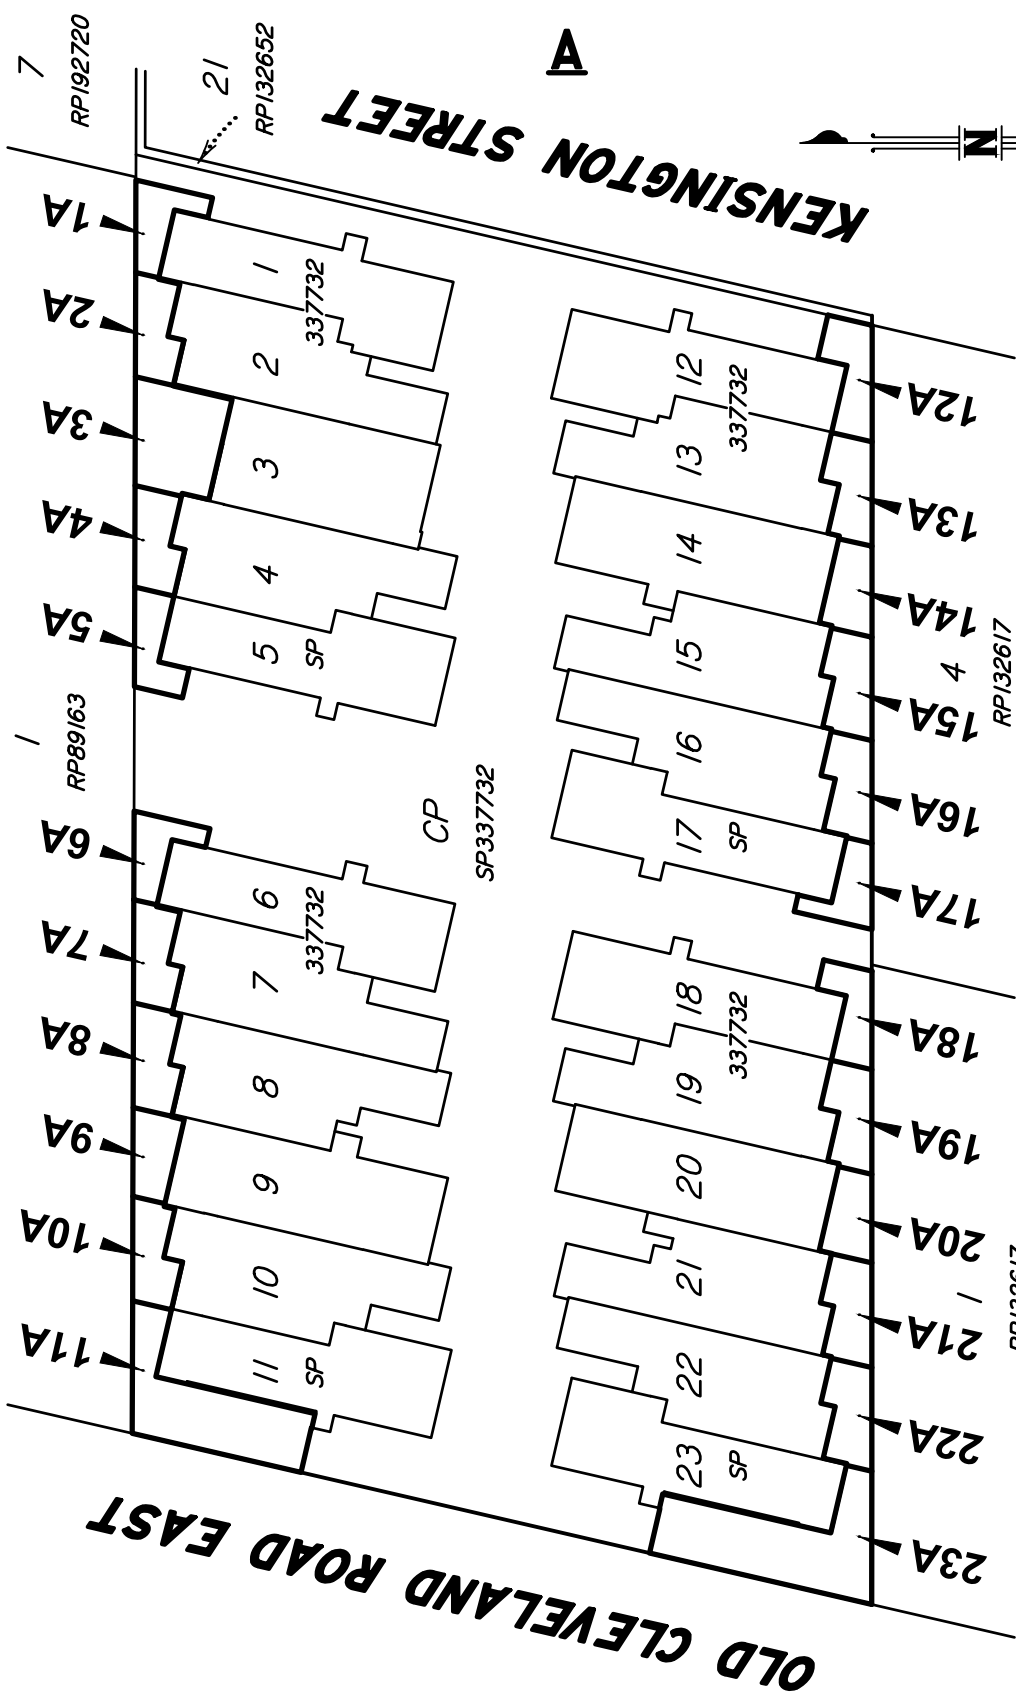 7
RP192720
21
RP132652
A
KENSINGTON STREET
N
1A
2A
3A
4A
5A
1
RP89163
6A
7A
8A
9A
10A
11A
1
337732
2
3
4
5
SP
6
337732
7
8
9
10
11
SP
CP
SP337732
12
337732
13
14
15
16
17
SP
18
337732
19
20
21
22
23
SP
12A
13A
14A
15A
16A
17A
4
RP132617
18A
19A
20A
21A
22A
23A
1
OLD CLEVELAND ROAD EAST